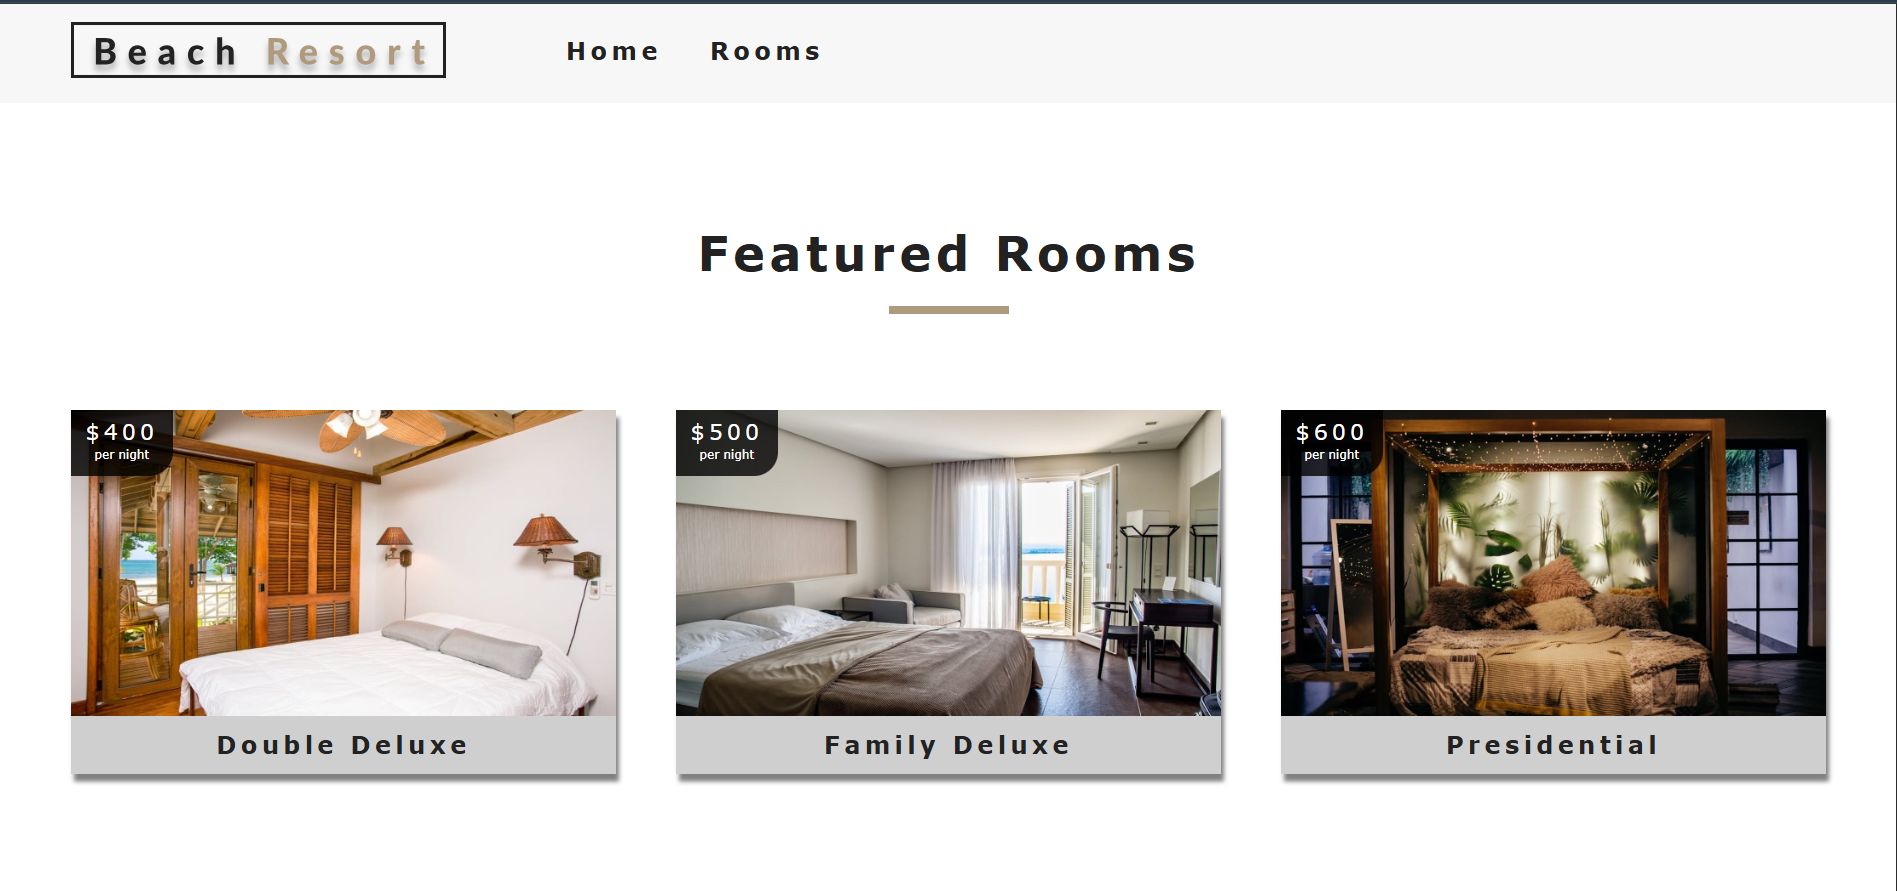 Beach Resort
Home
Rooms
Featured Rooms
$400
per night
Double Deluxe
$500
per night
Family Deluxe
$600
per night
Presidential